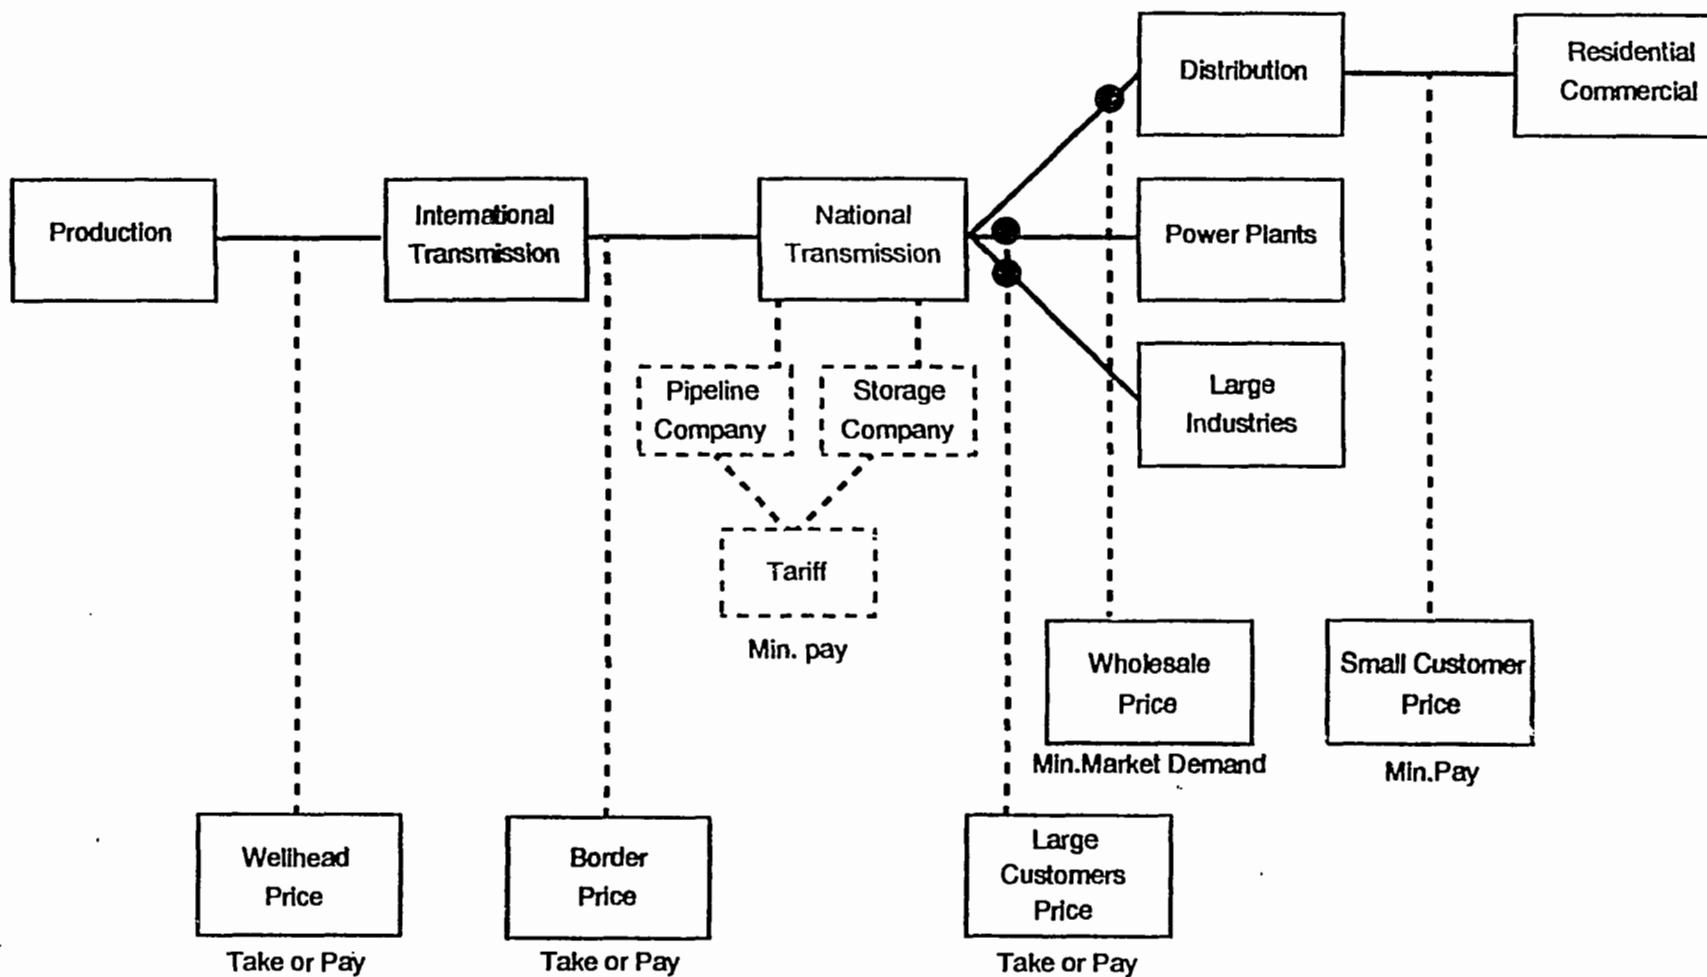 Distribution
Residential
Commercial
Production
International
Transmission
National
Transmission
Power Plants
Pipeline
Company
Storage
Company
Large
Industries
Tariff
Min. pay
Wholesale
Price
Min.Market Demand
Small Customer
Price
Min.Pay
Wellhead
Price
Take or Pay
Border
Price
Take or Pay
Large
Customers
Price
Take or Pay